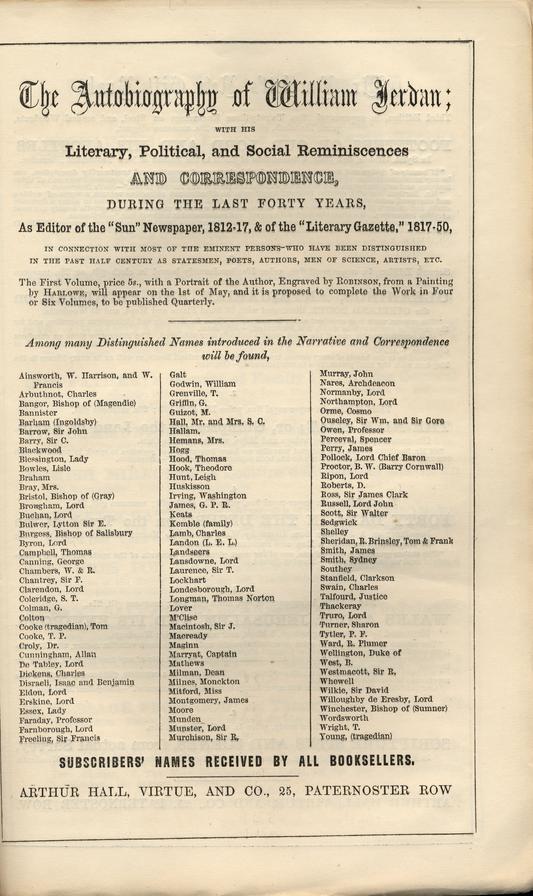 The Autobiography of William Jerdan;
WITH HIS
Literary, Political, and Social Reminiscences
AND CORRESPONDENCE,
DURING THE LAST FORTY YEARS,
As Editor of the "Sun" Newspaper, 1812-17, & of the "Literary Gazette," 1817-50,
IN CONNECTION WITH MOST OF THE EMINENT PERSONS-WHO HAVE BEEN DISTINGUISHED
IN THE PAST HALF CENTURY AS STATESMEN, POETS, AUTHORS, MEN OF SCIENCE, ARTISTS, ETC.
The First Volume, price 5s., with a Portrait of the Author, Engraved by ROBINSON, from a Painting
by HARLOWE, will appear on the 1st of May, and it is proposed to complete the Work in Four
or Six Volumes, to be published Quarterly.
Among many Distinguished Names introduced in the Narrative and Correspondence
will be found,
Ainsworth, W. Harrison, and W.
Francis
Arbuthnot, Charles
Bangor, Bishop of (Magendie)
Bannister
Barham (Ingoldsby)
Barrow, Sir John
Barry, Sir C.
Blackwood
Blessington, Lady
Bowles, Lisle
Braham
Bray, Mrs.
Bristol, Bishop of (Gray)
Brougham, Lord
Buchan, Lord
Bulwer, Lytton Sir E.
Burgess, Bishop of Salisbury
Byron, Lord
Campbell, Thomas
Canning, George
Chambers, W. & R.
Chantrey, Sir F.
Clarendon, Lord
Coleridge, S. T.
Colman, G.
Colton
Cooke (tragedian), Tom
Cooke, T. P.
Croly, Dr.
Cunningham, Allan
De Tabley, Lord
Dickens, Charles
Disraeli, Isaac and Benjamin
Eldon, Lord
Erskine, Lord
Essex, Lady
Faraday, Professor
Farnborough, Lord
Freeling, Sir Francis
Galt
Godwin, William
Grenville, T.
Griffin, G.
Guizot, M.
Hall, Mr. and Mrs. S. C.
Hallam.
Hemans, Mrs.
Hogg
Hood, Thomas
Hook, Theodore
Hunt, Leigh
Huskisson
Irving, Washington
James, G. P. R.
Keats
Kemble (family)
Lamb, Charles
Landon (L. E. L.)
Landseers
Lansdowne, Lord
Laurence, Sir T.
Lockhart
Londesborough, Lord
Longman, Thomas Norton
Lover
M'Clise
Macintosh, Sir J.
Macready
Maginn
Marryat, Captain
Mathews
Milman, Dean
Milnes, Monckton
Mitford, Miss
Montgomery, James
Moore
Munden
Munster, Lord
Murchison, Sir R.
Murray, John
Nares, Archdeacon
Normanby, Lord
Northampton, Lord
Orme, Cosmo
Ouseley, Sir Wm. and Sir Gore
Owen, Professor
Perceval, Spencer
Perry, James
Pollock, Lord Chief Baron
Proctor, B. W. (Barry Cornwall)
Ripon, Lord
Roberts, D.
Ross, Sir James Clark
Russell, Lord John
Scott, Sir Walter
Sedgwick
Shelley
Sheridan, R. Brinsley, Tom & Frank
Smith, James
Smith, Sydney
Southey
Stanfield, Clarkson
Swain, Charles
Talfourd, Justice
Thackeray
Truro, Lord
Turner, Sharon
Tytler, P. F.
Ward, R. Plumer
Wellington, Duke of
West, B.
Westmacott, Sir R,
Whewell
Wilkie, Sir David
Willoughby de Eresby, Lord
Winchester, Bishop of (Sumner)
Wordsworth
Wright, T.
Young, (tragedian)
SUBSCRIBERS' NAMES RECEIVED BY ALL BOOKSELLERS.
ARTHUR HALL, VIRTUE, AND CO., 25, PATERNOSTER ROW